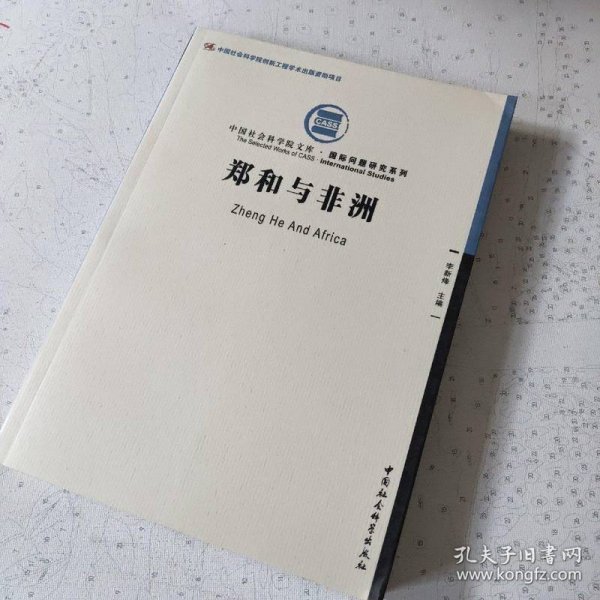 中国社会科学院创新工程学术出版资助项目
CASS
中国社会科学院文库·国际问题研究系列
The Selected Works of CASS · International Studies
郑和与非洲
Zheng He And Africa
李新烽 主编
中国社会科学出版社
孔夫子旧书网
www.kongfz.com